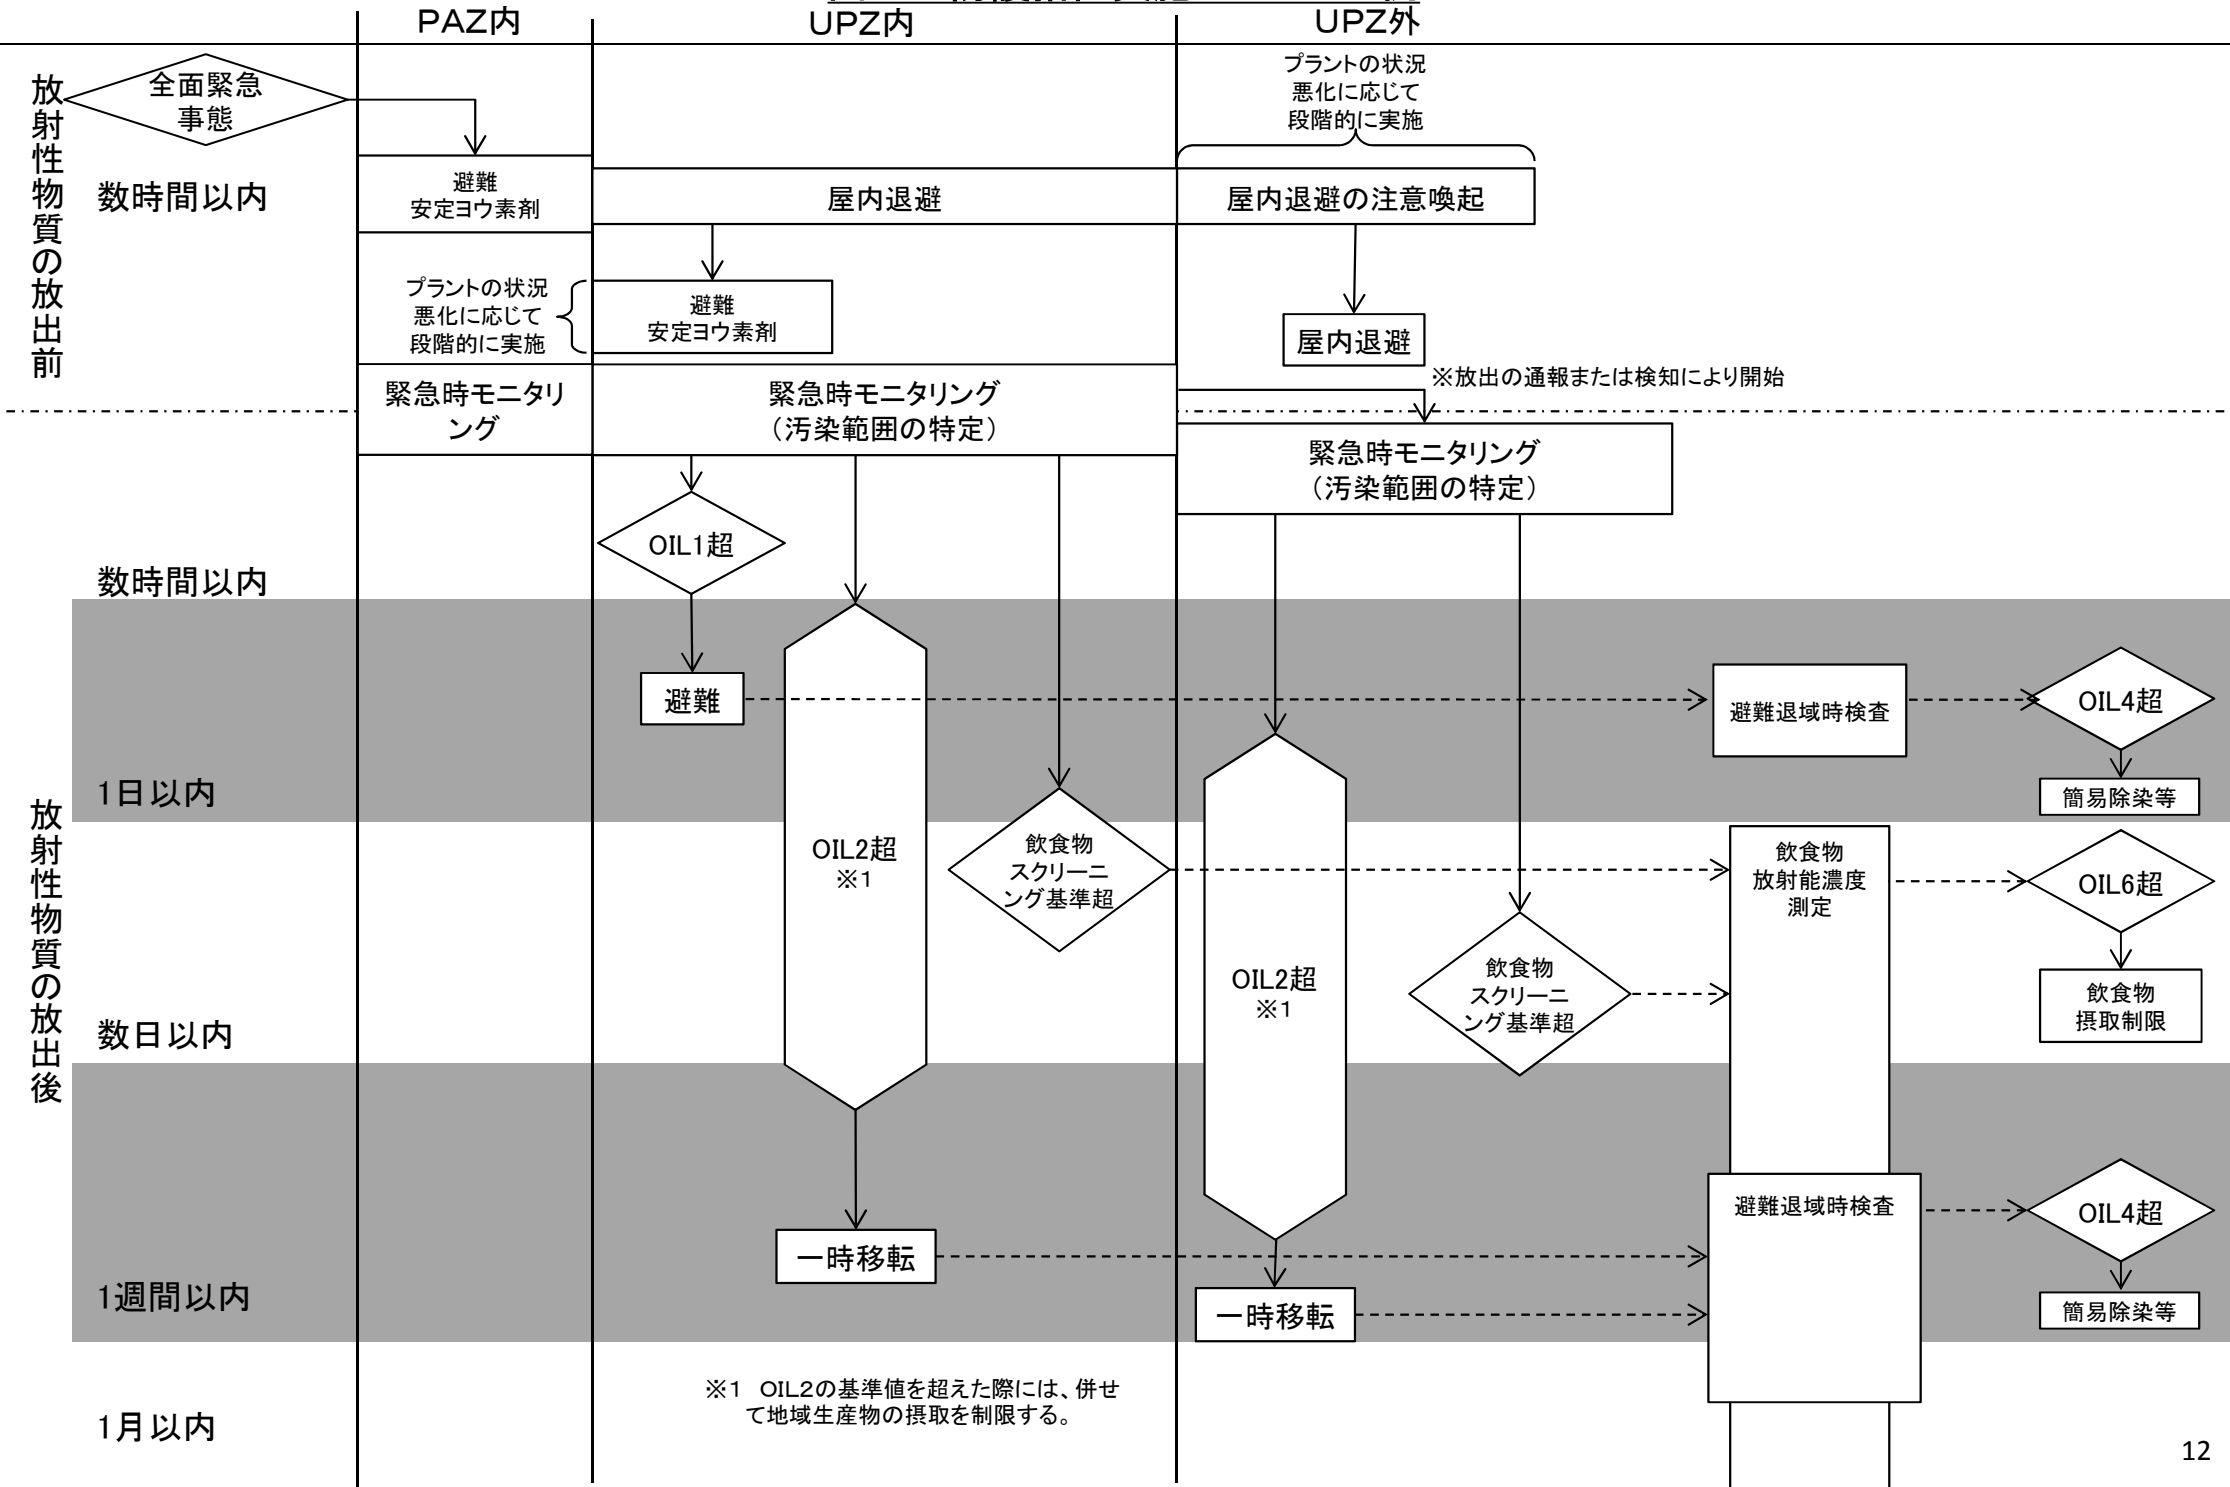 PAZ内
UPZ内
UPZ外
放射性物質の放出前
全面緊急
事態
プラントの状況
悪化に応じて
段階的に実施
数時間以内
避難
安定ヨウ素剤
屋内退避
屋内退避の注意喚起
プラントの状況
悪化に応じて
段階的に実施
避難
安定ヨウ素剤
屋内退避
※放出の通報または検知により開始
緊急時モニタリ
ング
緊急時モニタリング
（汚染範囲の特定）
緊急時モニタリング
（汚染範囲の特定）
OIL1超
数時間以内
放射性物質の放出後
避難
避難退域時検査
OIL4超
1日以内
簡易除染等
OIL2超
※1
飲食物
スクリーニ
ング基準超
飲食物
放射能濃度
測定
OIL6超
OIL2超
※1
飲食物
スクリーニ
ング基準超
飲食物
摂取制限
数日以内
避難退域時検査
OIL4超
一時移転
1週間以内
一時移転
簡易除染等
※1　OIL2の基準値を超えた際には、併せ
て地域生産物の摂取を制限する。
1月以内
12